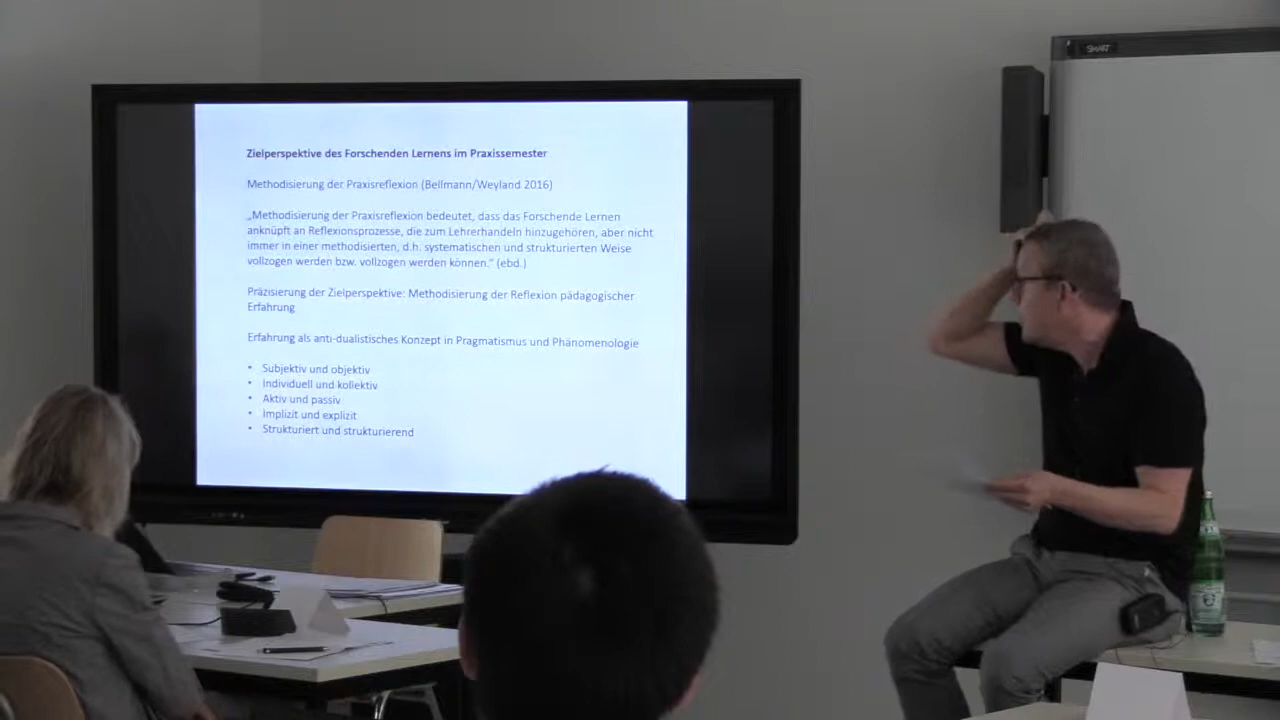 SMART
Zielperspektive des Forschenden Lernens im Praxissemester
Methodisierung der Praxisreflexion (Bellmann/Weyland 2016)
„Methodisierung der Praxisreflexion bedeutet, dass das Forschende Lernen
anknüpft an Reflexionsprozesse, die zum Lehrerhandeln hinzugehören, aber nicht
immer in einer methodisierten, d.h. systematischen und strukturierten Weise
vollzogen werden bzw. vollzogen werden können.“ (ebd.)
Präzisierung der Zielperspektive: Methodisierung der Reflexion pädagogischer
Erfahrung
Erfahrung als anti-dualistisches Konzept in Pragmatismus und Phänomenologie
• Subjektiv und objektiv
• Individuell und kollektiv
• Aktiv und passiv
• Implizit und explizit
• Strukturiert und strukturierend